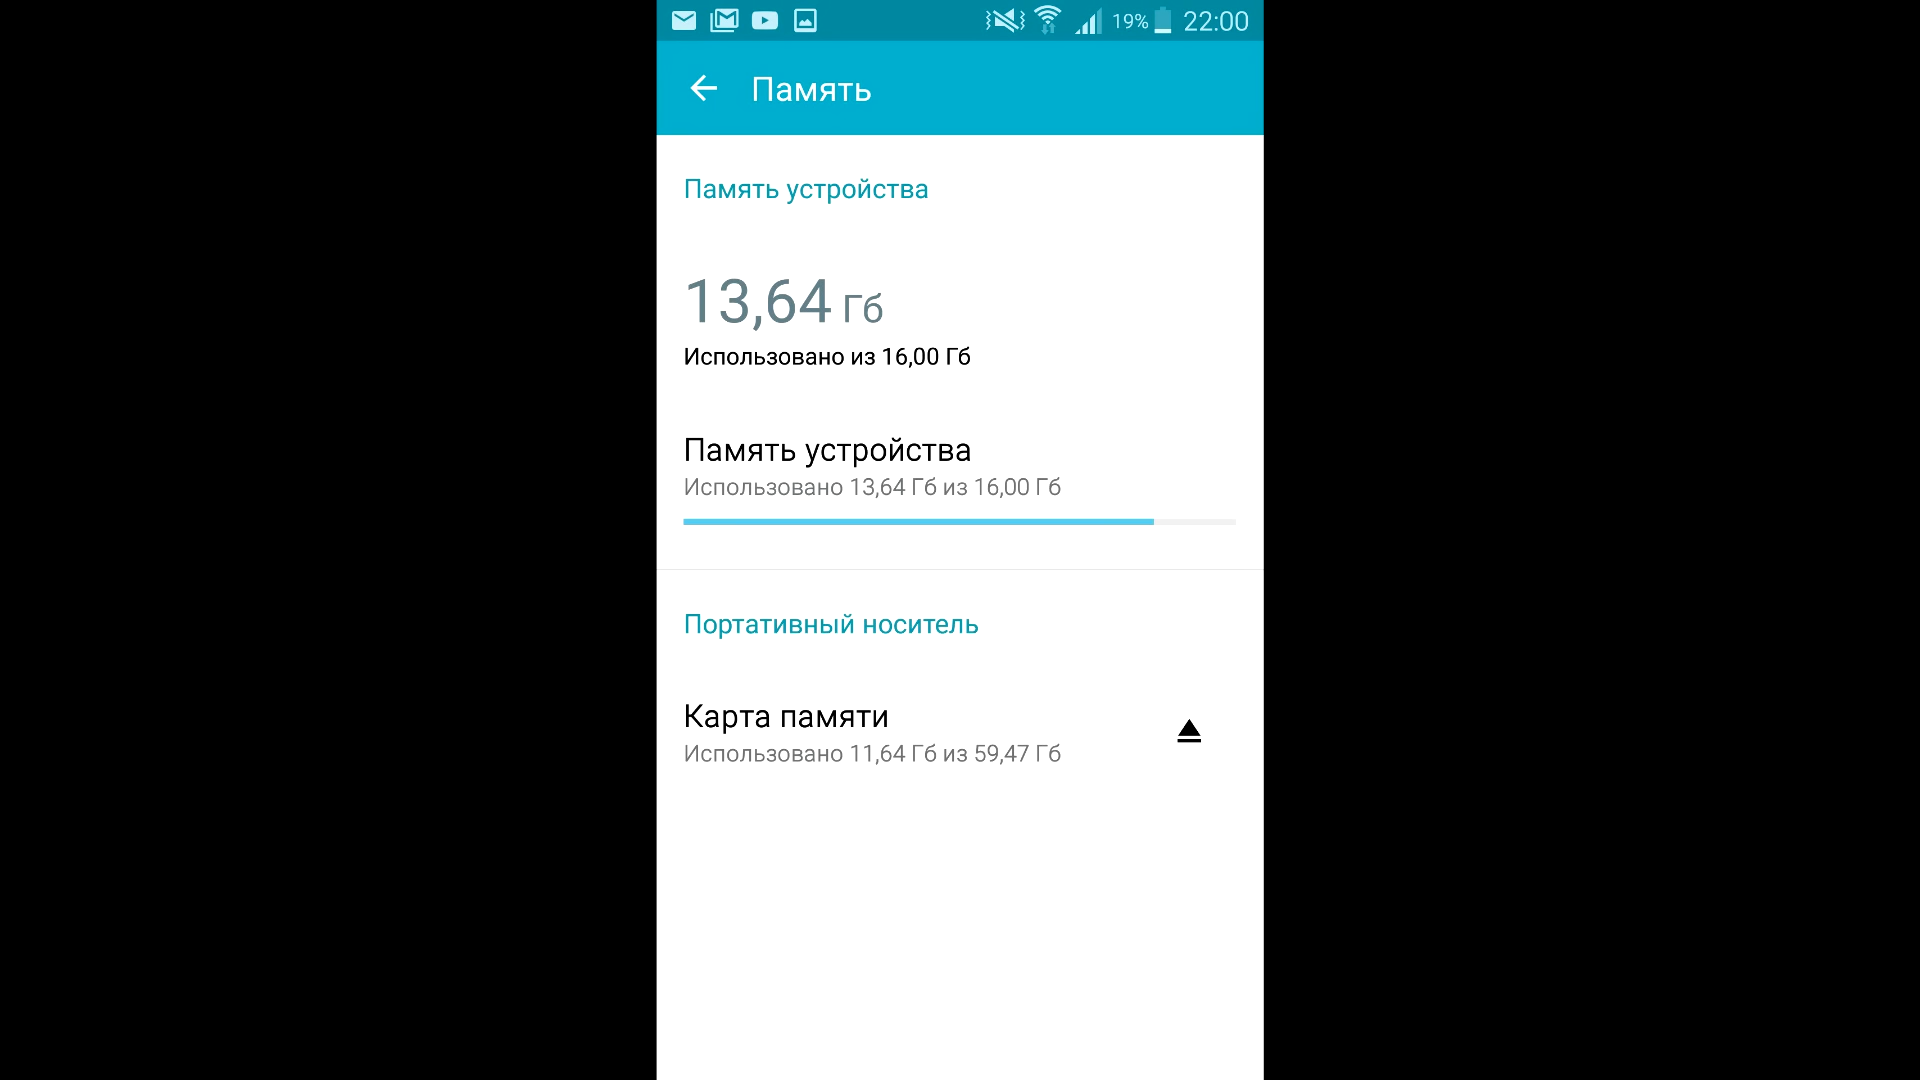 19% 22:00
Память
Память устройства
13,64 Гб
Использовано из 16,00 Гб
Память устройства
Использовано 13,64 Гб из 16,00 Гб
Портативный носитель
Карта памяти
Использовано 11,64 Гб из 59,47 Гб